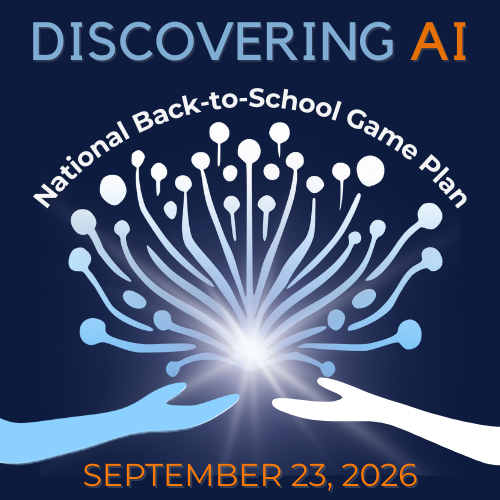 DISCOVERING AI
National Back-to-School Game Plan
SEPTEMBER 23, 2026